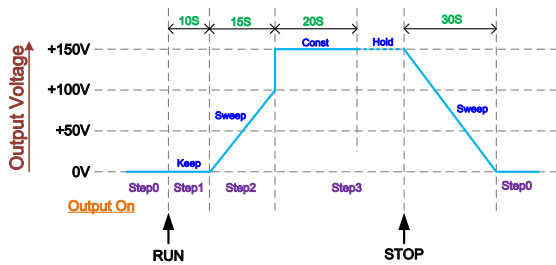 10S 15S 20S 30S
Output Voltage
+150V
Const Hold
+100V
Sweep Sweep
+50V
0V
Keep
Step0 Step1 Step2 Step3 Step0
Output On
RUN STOP